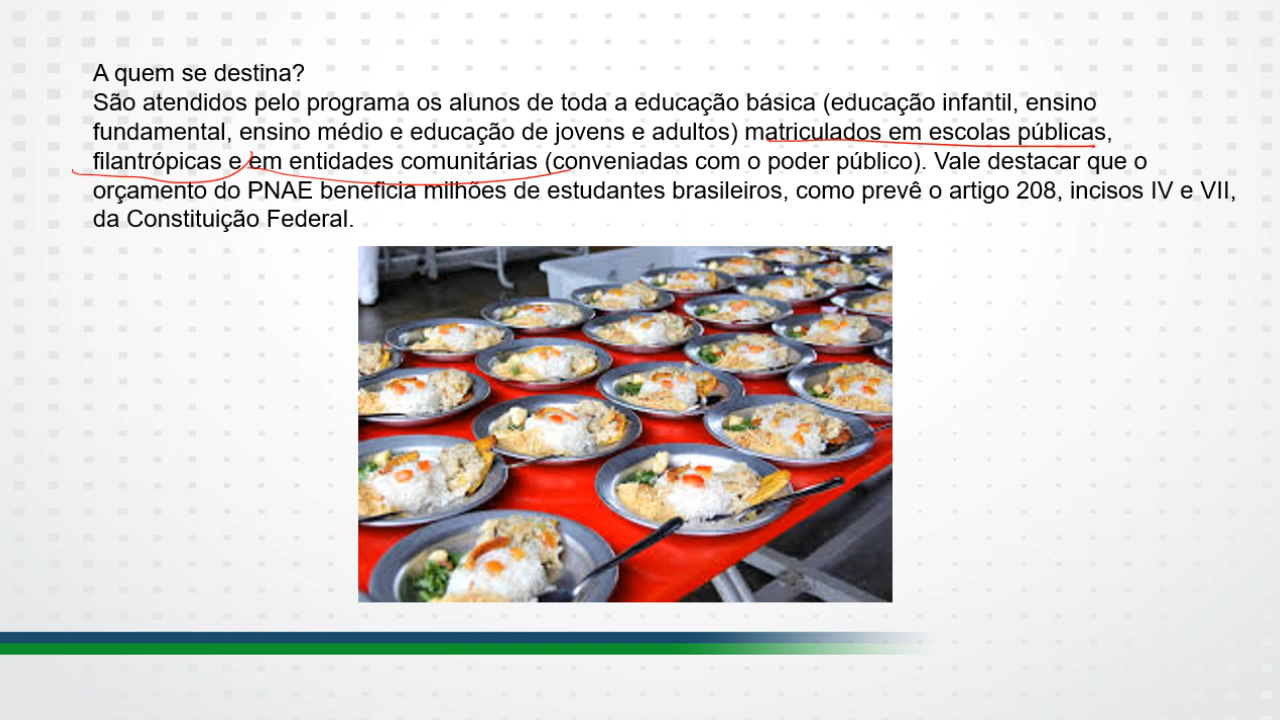 A quem se destina?
São atendidos pelo programa os alunos de toda a educação básica (educação infantil, ensino
fundamental, ensino médio e educação de jovens e adultos) matriculados em escolas públicas,
filantrópicas e em entidades comunitárias (conveniadas com o poder público). Vale destacar que o
orçamento do PNAE beneficia milhões de estudantes brasileiros, como prevê o artigo 208, incisos IV e VII,
da Constituição Federal.